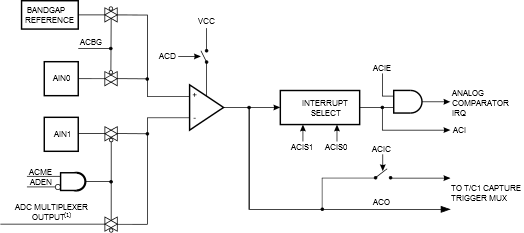 BANDGAP
REFERENCE
VCC
ACBG
ACD
AIN0
ACIE
+
ANALOG
COMPARATOR
IRQ
INTERRUPT
SELECT
-
AIN1
ACI
ACIS1 ACIS0
ACIC
ACME
ADEN
TO T/C1 CAPTURE
TRIGGER MUX
ADC MULTIPLEXER
OUTPUT(1)
ACO